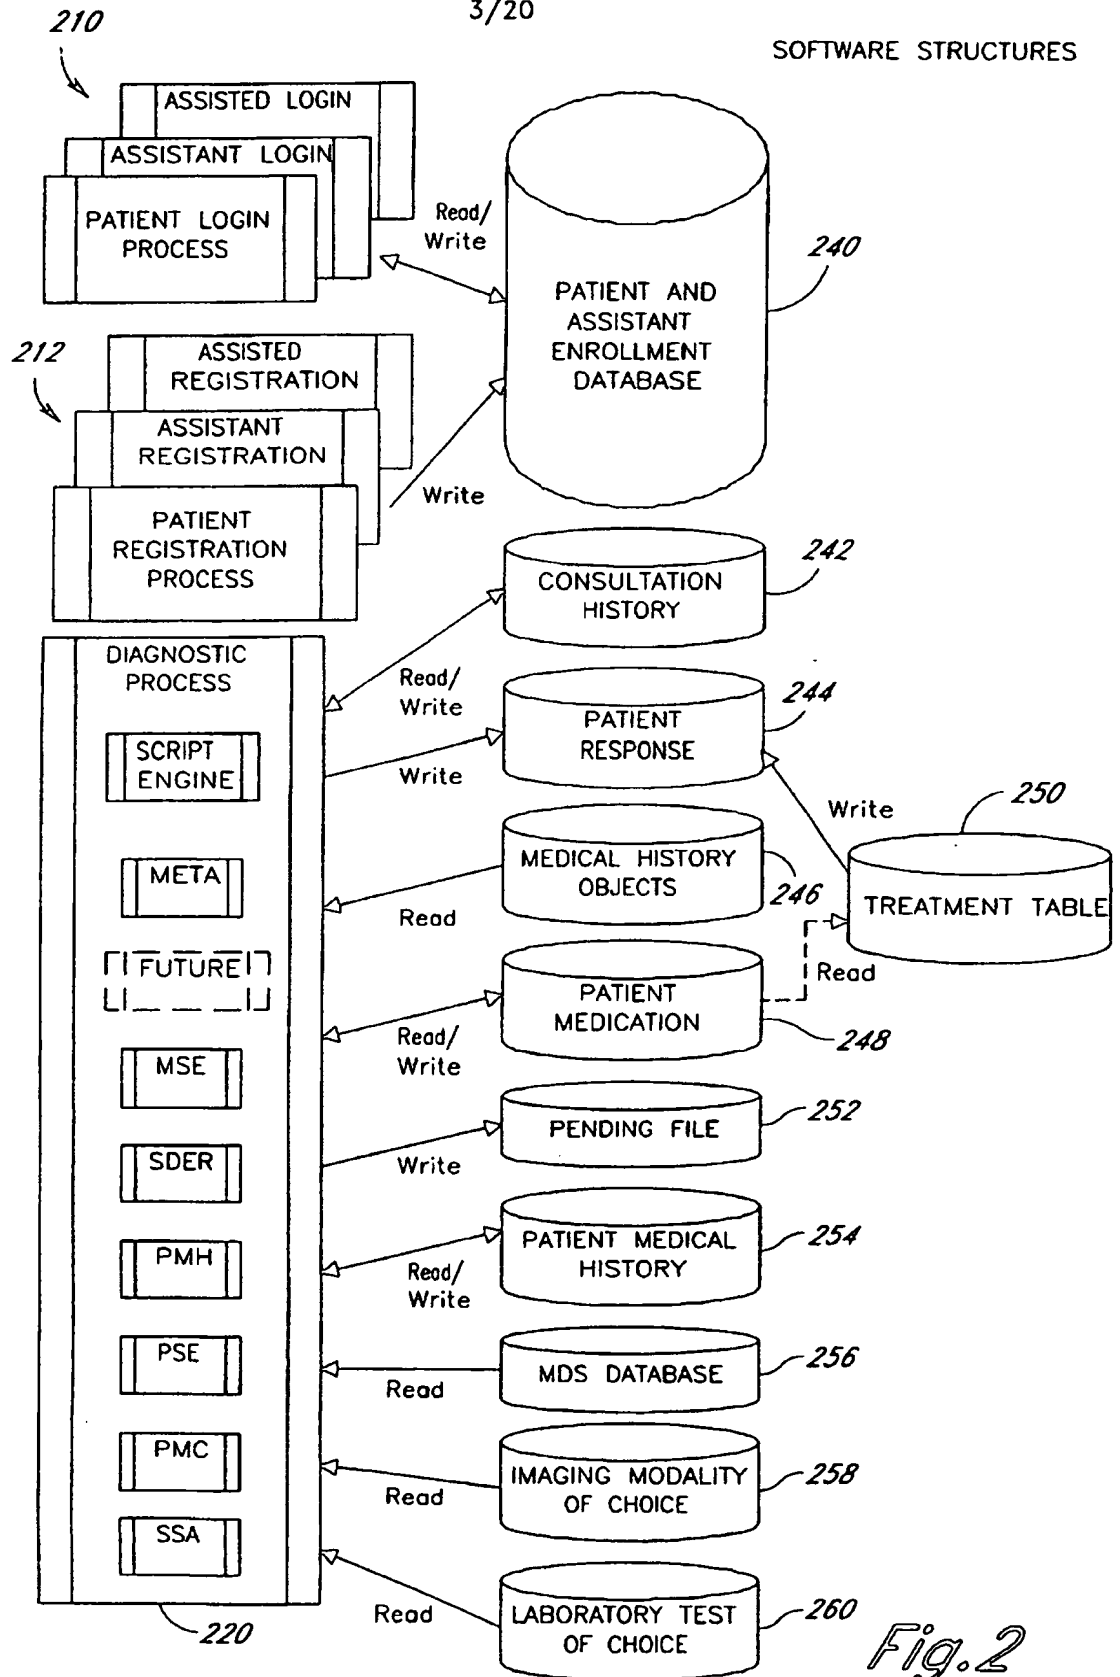 3/20
SOFTWARE STRUCTURES
210
ASSISTED LOGIN
ASSISTANT LOGIN
PATIENT LOGIN
PROCESS
Read/
Write
PATIENT AND
ASSISTANT
ENROLLMENT
DATABASE
240
212
ASSISTED
REGISTRATION
ASSISTANT
REGISTRATION
PATIENT
REGISTRATION
PROCESS
Write
CONSULTATION
HISTORY
242
DIAGNOSTIC
PROCESS
Read/
Write
PATIENT
RESPONSE
244
SCRIPT
ENGINE
Write
Write
250
MEDICAL HISTORY
OBJECTS
246
TREATMENT TABLE
META
Read
FUTURE
Read
PATIENT
MEDICATION
248
Read/
Write
MSE
PENDING FILE
252
SDER
Write
PMH
PATIENT MEDICAL
HISTORY
254
Read/
Write
PSE
MDS DATABASE
256
Read
PMC
IMAGING MODALITY
OF CHOICE
258
Read
SSA
LABORATORY TEST
OF CHOICE
260
Read
220
Fig.2